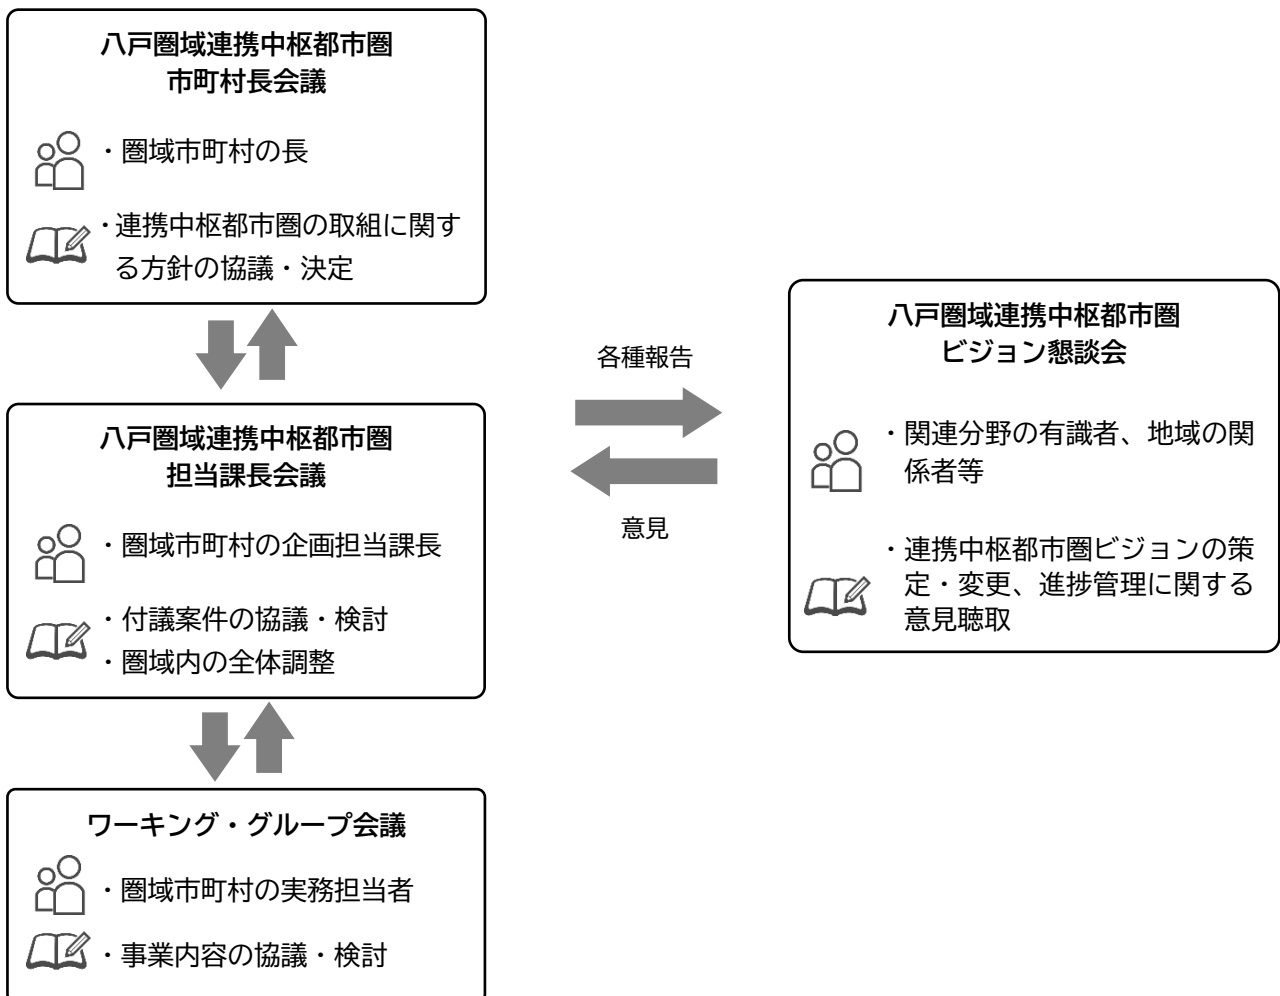 八戸圏域連携中枢都市圏
市町村長会議
・圏域市町村の長
・連携中枢都市圏の取組に関す
る方針の協議・決定
八戸圏域連携中枢都市圏
担当課長会議
・圏域市町村の企画担当課長
・付議案件の協議・検討
・圏域内の全体調整
ワーキング・グループ会議
・圏域市町村の実務担当者
・事業内容の協議・検討
各種報告
意見
八戸圏域連携中枢都市圏
ビジョン懇談会
・関連分野の有識者、地域の関
係者等
・連携中枢都市圏ビジョンの策
定・変更、進捗管理に関する
意見聴取